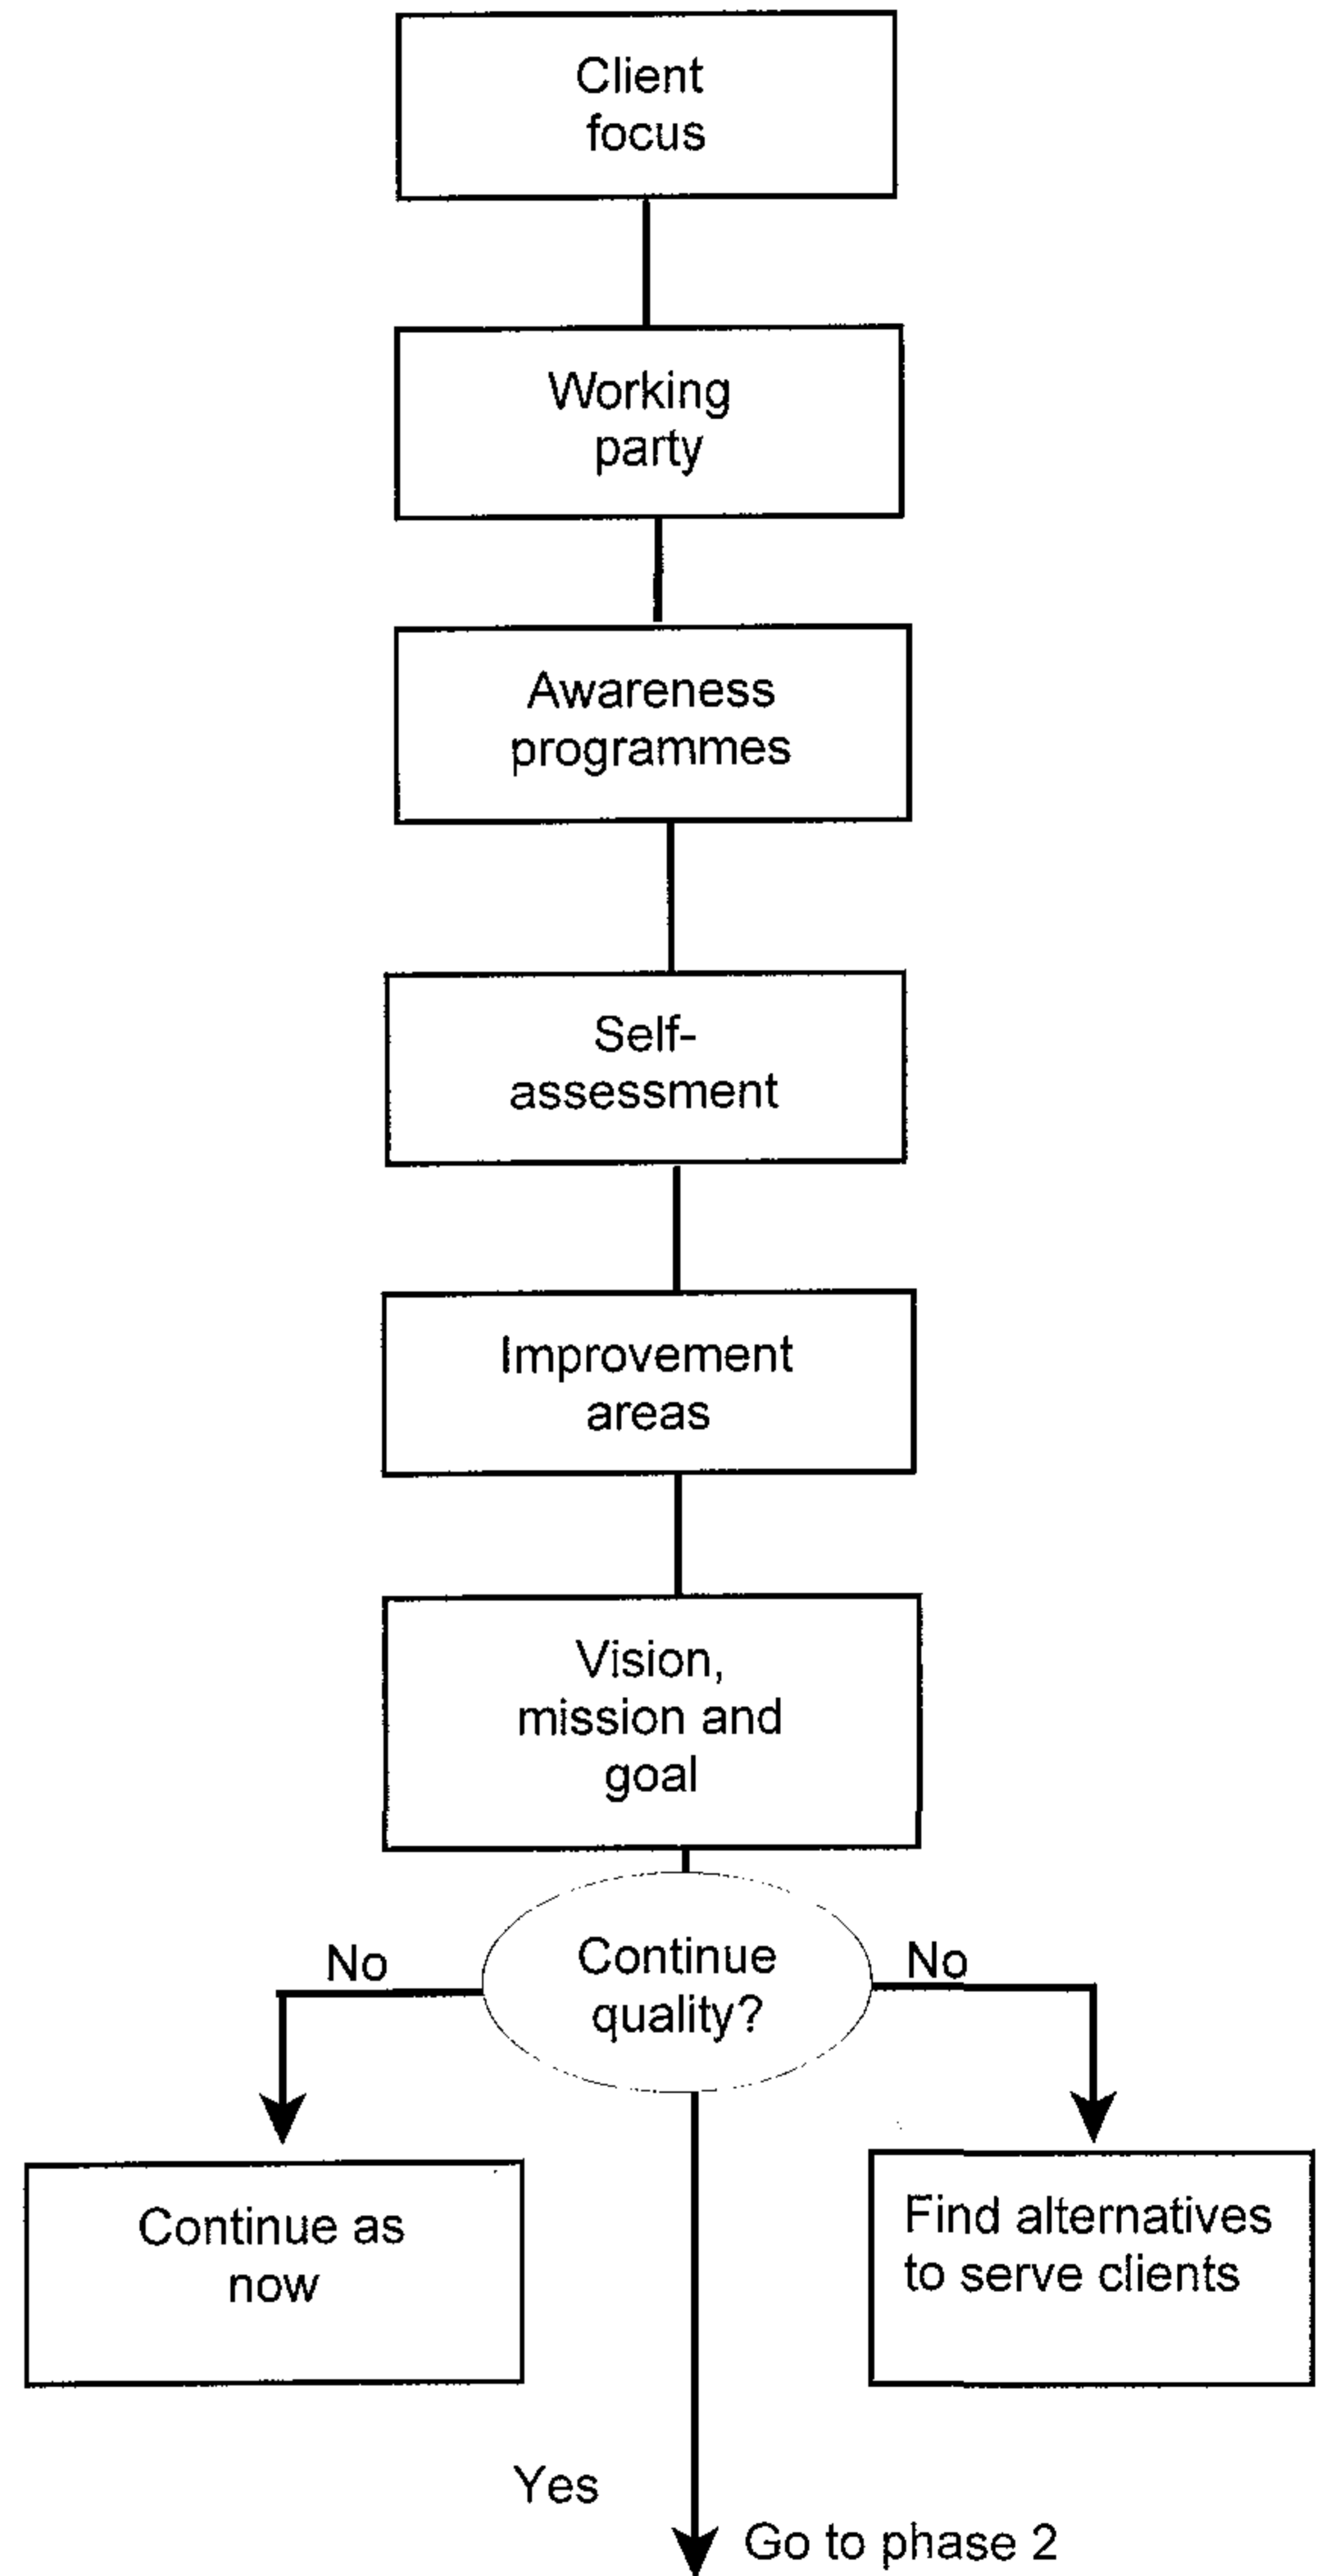 Client
focus
Working
party
Awareness
programmes
Self-
assessment
Improvement
areas
Vision,
mission and
goal
No
Continue
quality?
No
Continue as
now
Find alternatives
to serve clients
Yes
Go to phase 2